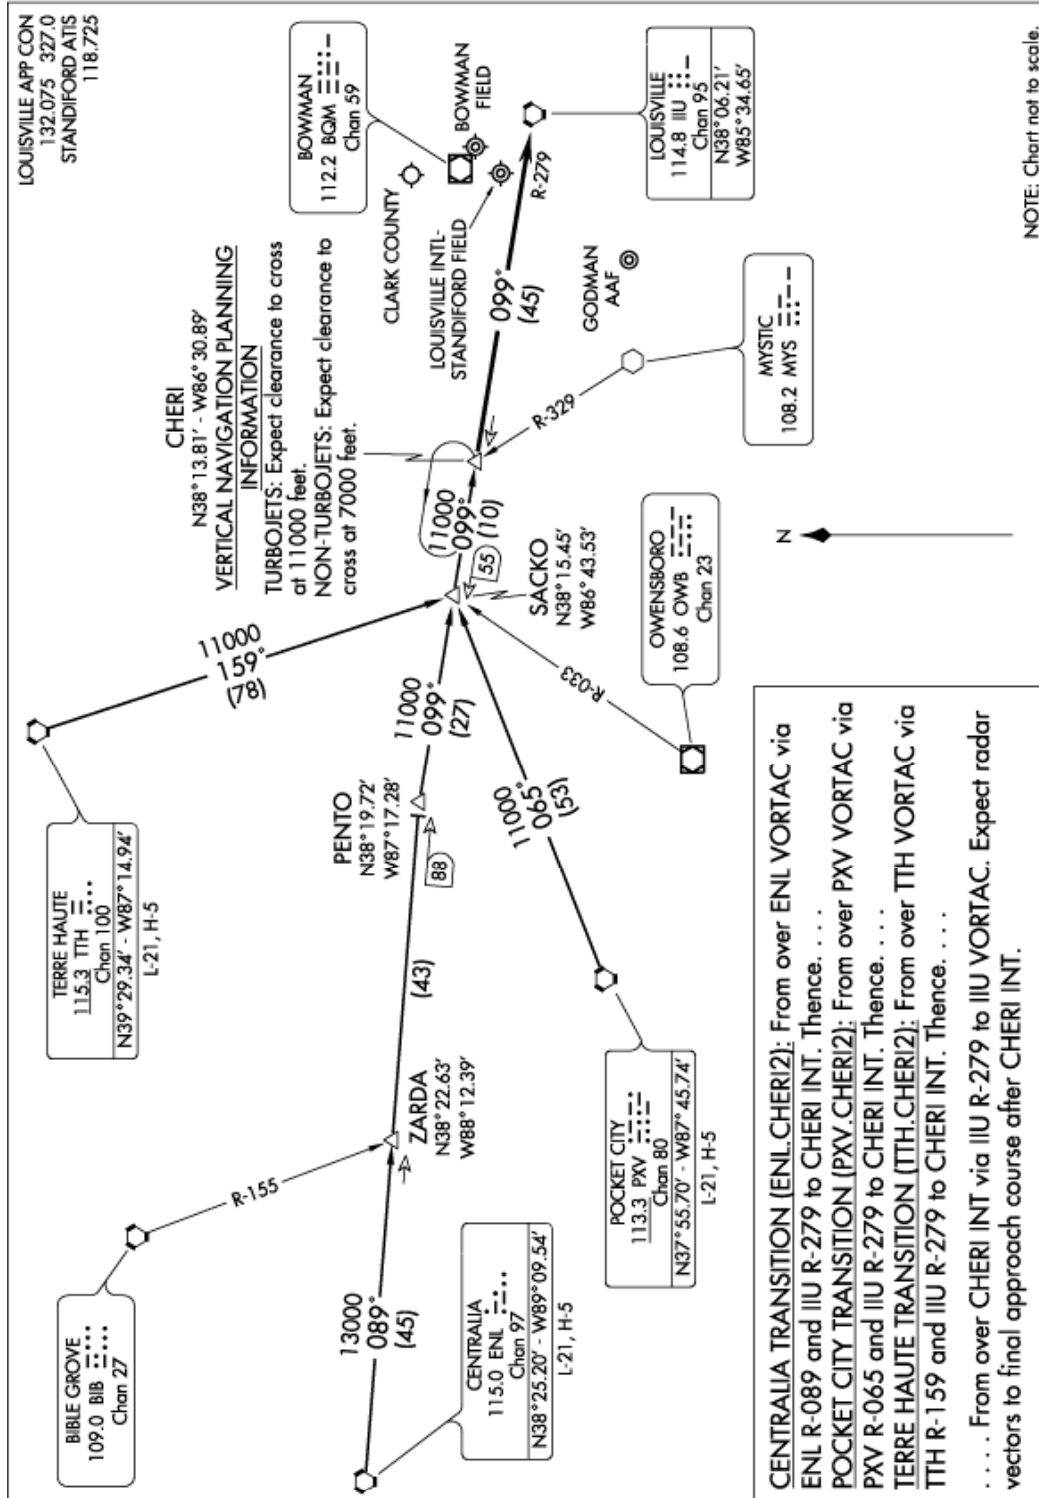 LOUISVILLE APP CON
132.075 327.0
STANDIFORD ATIS
118.725
BOWMAN
112.2 BQM
Chan 59
BOWMAN
FIELD
CLARK COUNTY
LOUISVILLE INTL-
STANDIFORD FIELD
LOUISVILLE
114.8 IIU
Chan 95
N38°06.21'
W85°34.65'
R-279
099°
(45)
GODMAN
AAF
CHERI
N38°13.81' - W86°30.89'
VERTICAL NAVIGATION PLANNING
INFORMATION
TURBOJETS: Expect clearance to cross
at 11000 feet.
NON-TURBOJETS: Expect clearance to
cross at 7000 feet.
R-329
MYSTIC
108.2 MYS
11000
099°
(10)
55
SACKO
N38°15.45'
W86°43.53'
N
OWENSBORO
108.6 OWB
Chan 23
R-033
11000
159°
(78)
TERRE HAUTE
115.3 TTH
Chan 100
N39°29.34' - W87°14.94'
L-21, H-5
11000
099°
(27)
PENTO
N38°19.72'
W87°17.28'
88
11000
065°
(53)
(43)
POCKET CITY
113.3 PXV
Chan 80
N37°55.70' - W87°45.74'
L-21, H-5
ZARDA
N38°22.63'
W88°12.39'
R-155
BIBLE GROVE
109.0 BIB
Chan 27
13000
089°
(45)
CENTRALIA
115.0 ENL
Chan 97
N38°25.20' - W89°09.54'
L-21, H-5
CENTRALIA TRANSITION (ENL.CHERI2): From over ENL VORTAC via
ENL R-089 and IIU R-279 to CHERI INT. Thence. . . .
POCKET CITY TRANSITION (PXV.CHERI2): From over PXV VORTAC via
PXV R-065 and IIU R-279 to CHERI INT. Thence. . . .
TERRE HAUTE TRANSITION (TTH.CHERI2): From over TTH VORTAC via
TTH R-159 and IIU R-279 to CHERI INT. Thence. . . .
. . . . From over CHERI INT via IIU R-279 to IIU VORTAC. Expect radar
vectors to final approach course after CHERI INT.
NOTE: Chart not to scale.